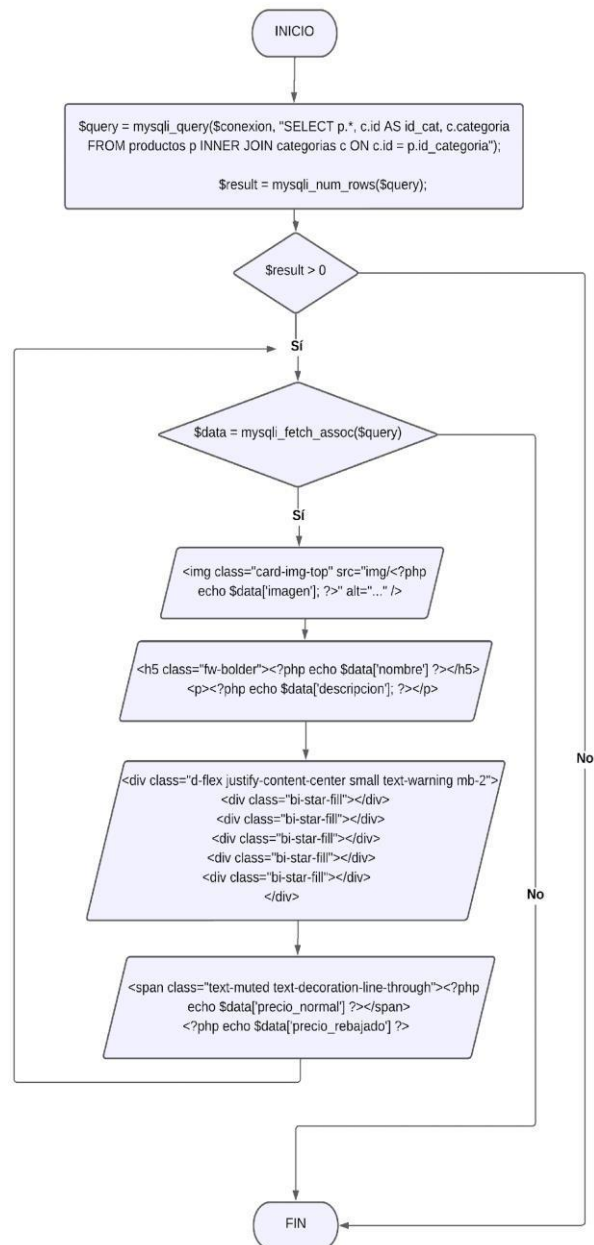 INICIO
$query = mysqli_query($conexion, "SELECT p.*, c.id AS id_cat, c.categoria
FROM productos p INNER JOIN categorias c ON c.id = p.id_categoria");
$result = mysqli_num_rows($query);
$result > 0
Sí
$data = mysqli_fetch_assoc($query)
Sí
<img class="card-img-top" src="img/<?php
echo $data['imagen']; ?>" alt="..." />
<h5 class="fw-bolder"><?php echo $data['nombre'] ?></h5>
<p><?php echo $data['descripcion']; ?></p>
No
<div class="d-flex justify-content-center small text-warning mb-2">
<div class="bi-star-fill"></div>
<div class="bi-star-fill"></div>
<div class="bi-star-fill"></div>
<div class="bi-star-fill"></div>
<div class="bi-star-fill"></div>
</div>
No
<span class="text-muted text-decoration-line-through"><?php
echo $data['precio_normal'] ?></span>
<?php echo $data['precio_rebajado'] ?>
FIN